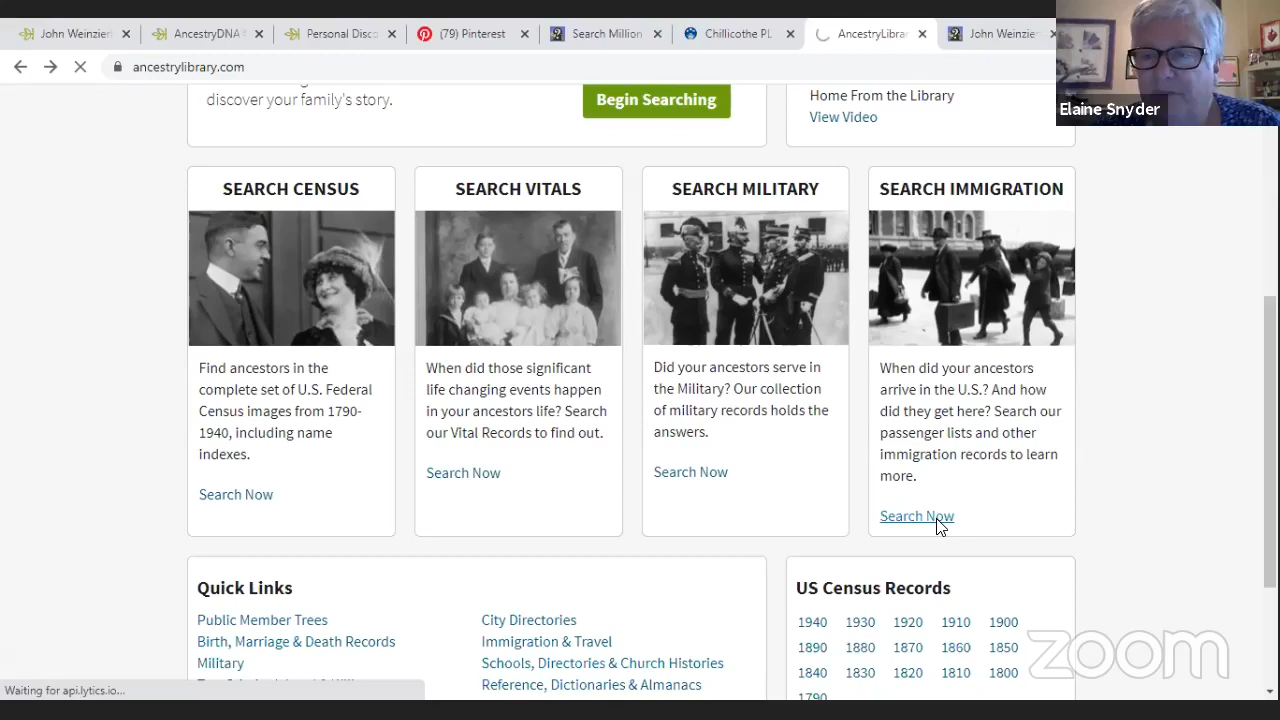 John Weinzier
AncestryDNA
Personal Disco
(79) Pinterest
Search Million
Chillicothe PL
AncestryLibrar
John Weinzie
ancestrylibrary.com
Elaine Snyder
discover your family's story.
Begin Searching
Home From the Library
View Video
SEARCH CENSUS
Find ancestors in the
complete set of U.S. Federal
Census images from 1790-
1940, including name
indexes.
Search Now
SEARCH VITALS
When did those significant
life changing events happen
in your ancestors life? Search
our Vital Records to find out.
Search Now
SEARCH MILITARY
Did your ancestors serve in
the Military? Our collection
of military records holds the
answers.
Search Now
SEARCH IMMIGRATION
When did your ancestors
arrive in the U.S.? And how
did they get here? Search our
passenger lists and other
immigration records to learn
more.
Search Now
Quick Links
Public Member Trees
Birth, Marriage & Death Records
Military
City Directories
Immigration & Travel
Schools, Directories & Church Histories
Reference, Dictionaries & Almanacs
US Census Records
1940 1930 1920 1910 1900
1890 1880 1870 1860 1850
1840 1830 1820 1810 1800
1790
Waiting for api.lytics.io...
zoom